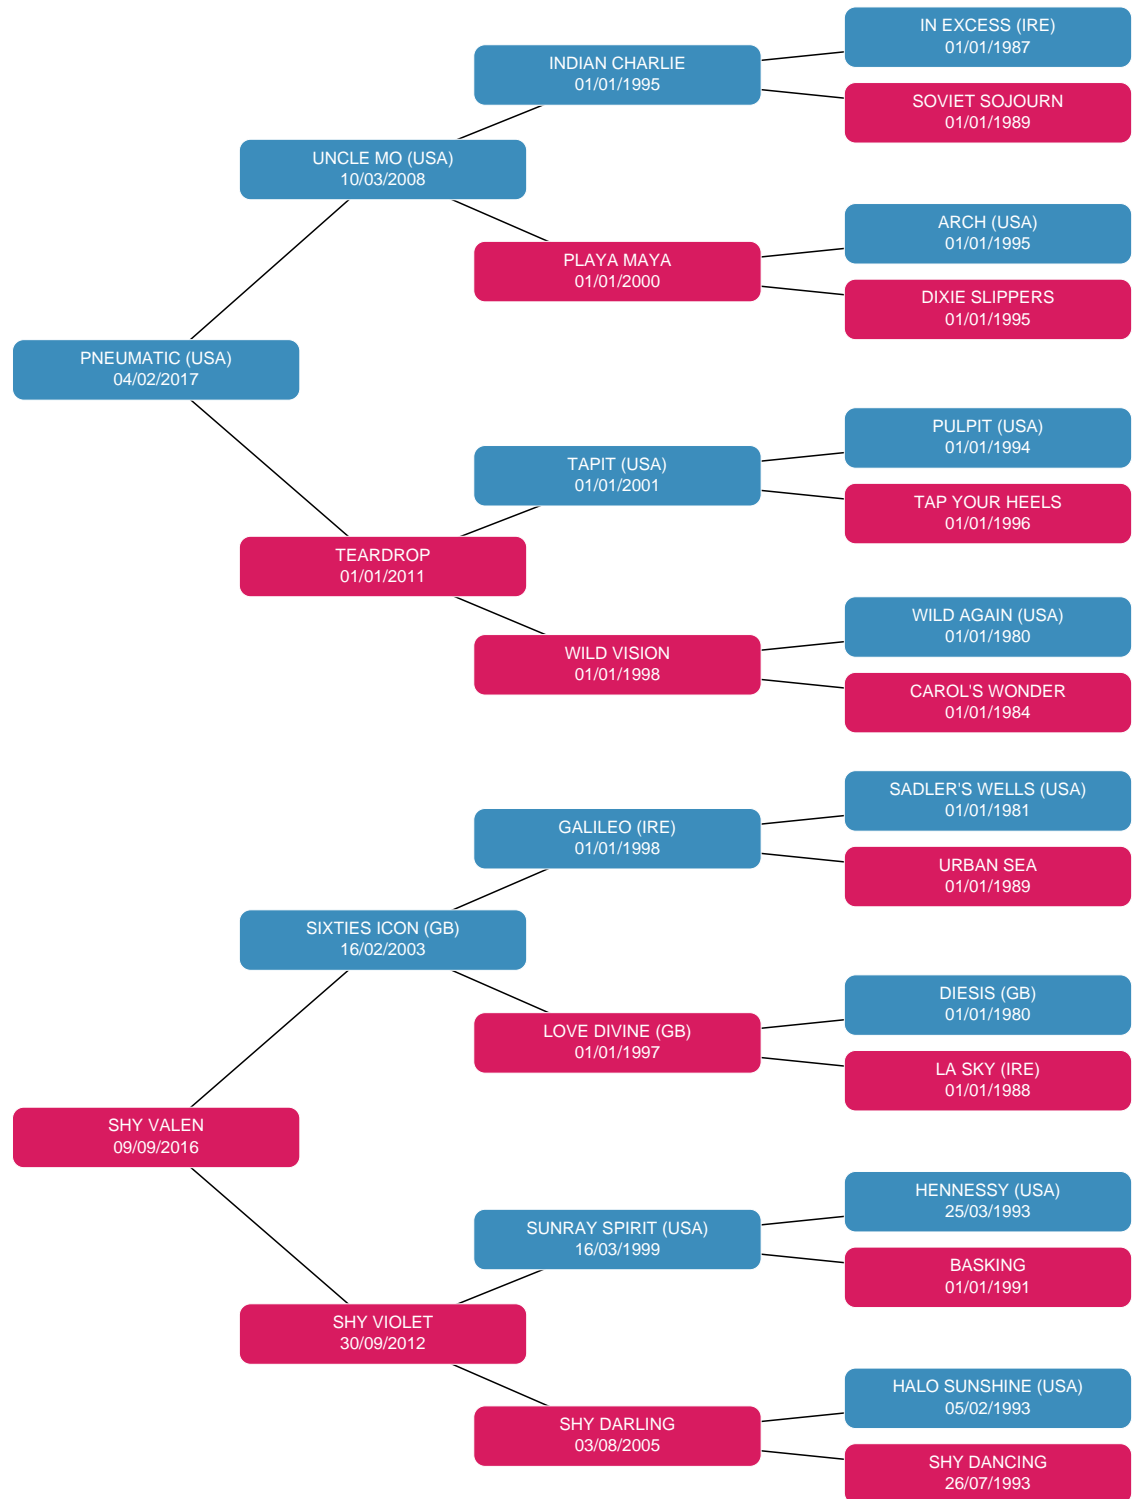 IN EXCESS (IRE)
01/01/1987
INDIAN CHARLIE
01/01/1995
SOVIET SOJOURN
01/01/1989
UNCLE MO (USA)
10/03/2008
ARCH (USA)
01/01/1995
PLAYA MAYA
01/01/2000
DIXIE SLIPPERS
01/01/1995
PNEUMATIC (USA)
04/02/2017
PULPIT (USA)
01/01/1994
TAPIT (USA)
01/01/2001
TAP YOUR HEELS
01/01/1996
TEARDROP
01/01/2011
WILD AGAIN (USA)
01/01/1980
WILD VISION
01/01/1998
CAROL'S WONDER
01/01/1984
SADLER'S WELLS (USA)
01/01/1981
GALILEO (IRE)
01/01/1998
URBAN SEA
01/01/1989
SIXTIES ICON (GB)
16/02/2003
DIESIS (GB)
01/01/1980
LOVE DIVINE (GB)
01/01/1997
LA SKY (IRE)
01/01/1988
SHY VALEN
09/09/2016
HENNESSY (USA)
25/03/1993
SUNRAY SPIRIT (USA)
16/03/1999
BASKING
01/01/1991
SHY VIOLET
30/09/2012
HALO SUNSHINE (USA)
05/02/1993
SHY DARLING
03/08/2005
SHY DANCING
26/07/1993